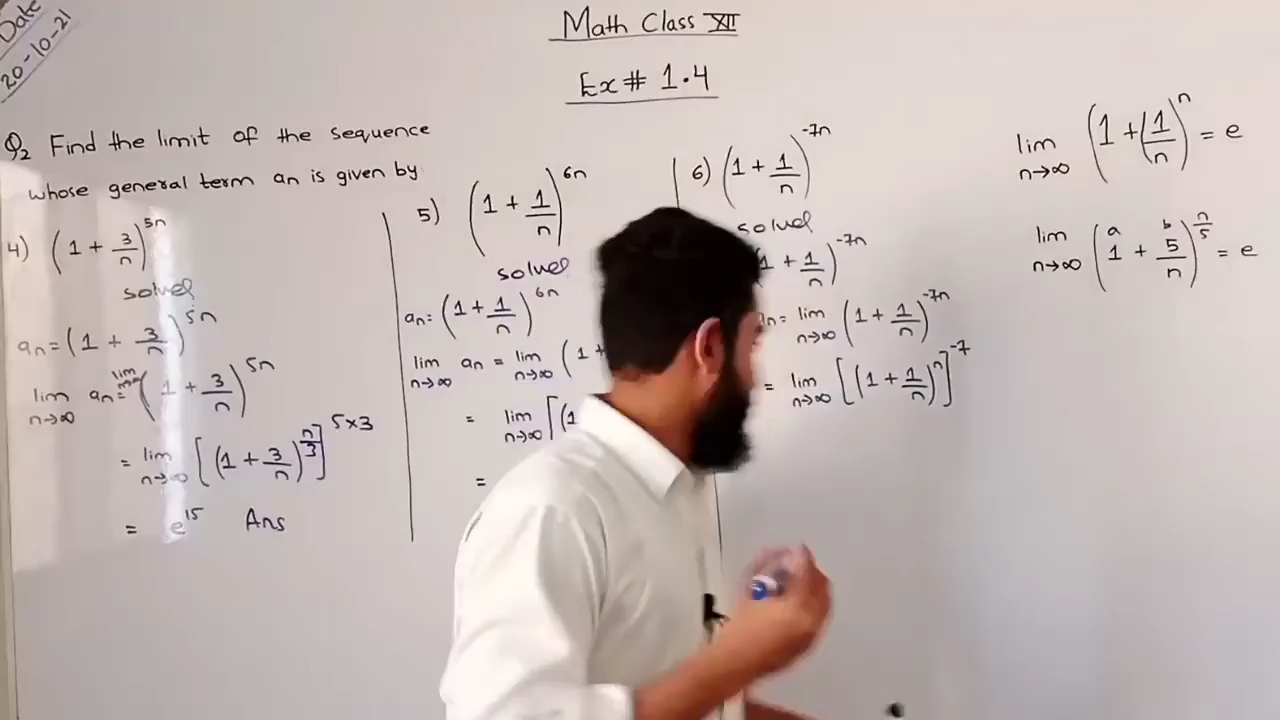 Date
20-10-21
Math Class XII
Ex# 1.4
Q2 Find the limit of the sequence
whose general term an is given by
4) (1 + 3/n)^5n
solved
an = (1 + 3/n)^5n
lim n→∞ an = lim n→∞ (1 + 3/n)^5n
= lim n→∞ [(1 + 3/n)^n/3]^5×3
= e^15 Ans
5) (1 + 1/n)^6n
solved
an = (1 + 1/n)^6n
lim n→∞ an = lim n→∞ (1 +
= lim n→∞ [(1
=
6) (1 + 1/n)^-7n
solved
1 + 1/n)^-7n
an = lim n→∞ (1 + 1/n)^-7n
= lim n→∞ [(1 + 1/n)^n]^-7
lim n→∞ (1 + (1/n)^n = e
a b
lim n→∞ (1 + 5/n)^n/5 = e